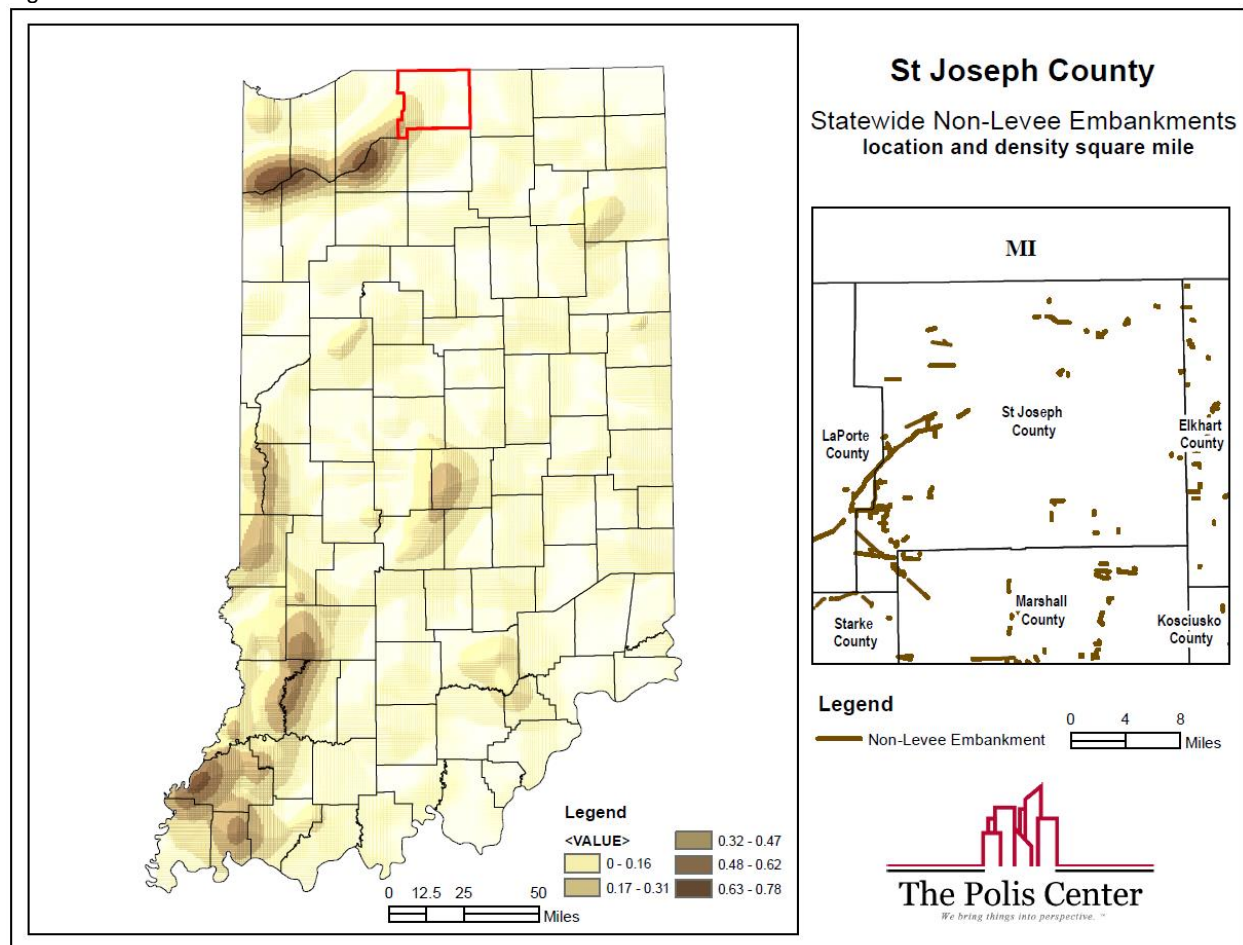 St Joseph County
Statewide Non-Levee Embankments
location and density square mile
MI
LaPorte
County
St Joseph
County
Elkhart
County
Starke
County
Marshall
County
Kosciusko
County
Legend
Non-Levee Embankment
0 4 8
Miles
Legend
<VALUE>
0 - 0.16
0.17 - 0.31
0.32 - 0.47
0.48 - 0.62
0.63 - 0.78
0 12.5 25 50
Miles
The Polis Center
We bring things into perspective. ™